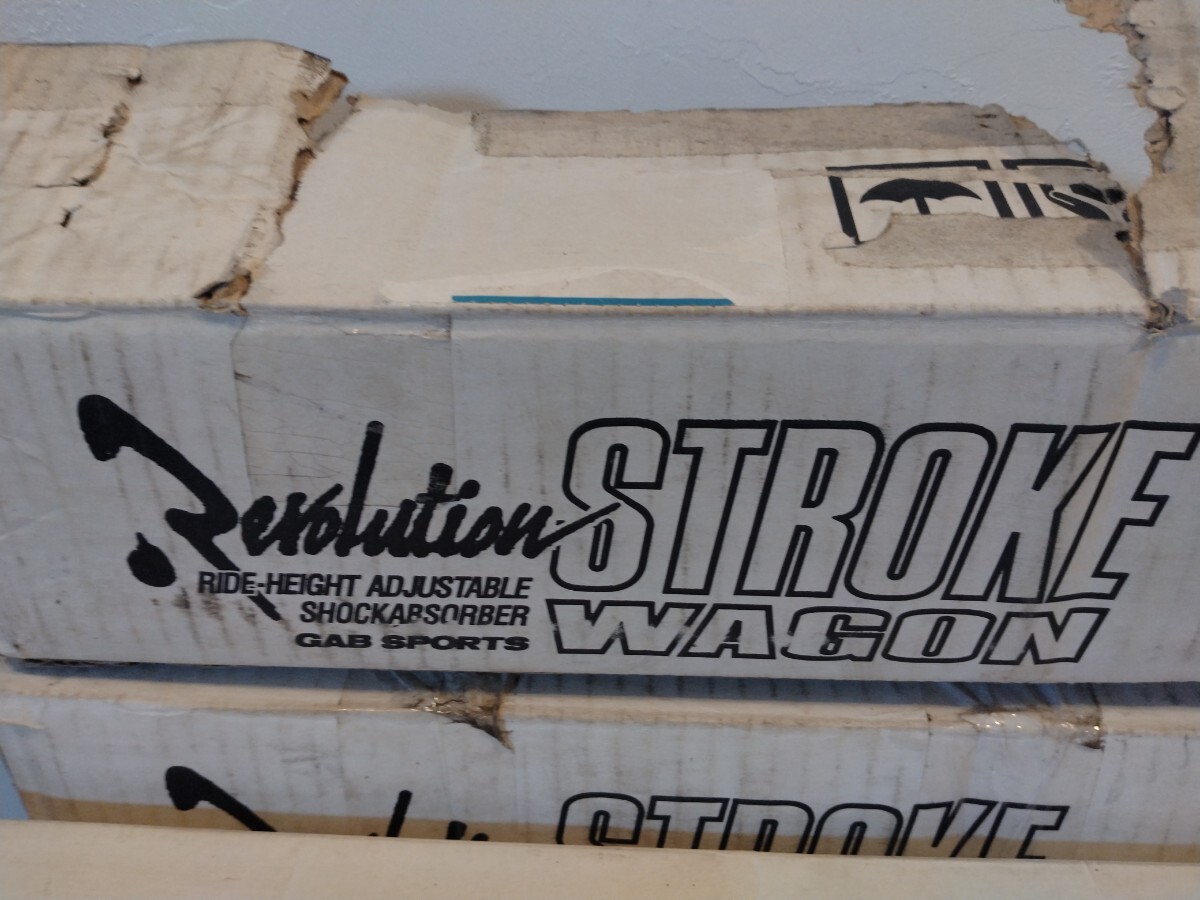 Revolution STROKE
RIDE-HEIGHT ADJUSTABLE
SHOCKABSORBER
GAB SPORTS
WAGON
STROKE